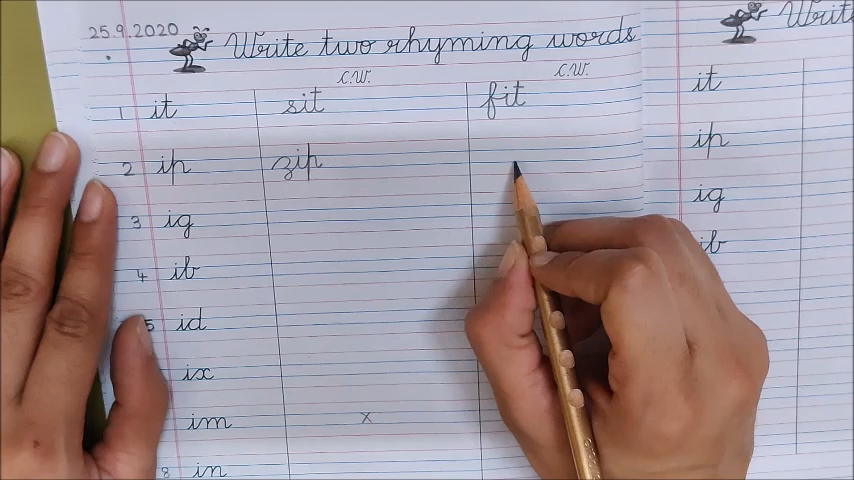 25.9.2020 Write two rhyming words
c.w. c.w.
1 it sit fit
2 ip zip
3 ig
4 ib
5 id
ix
im x
8 in
Writ
it
ip
ig
ib